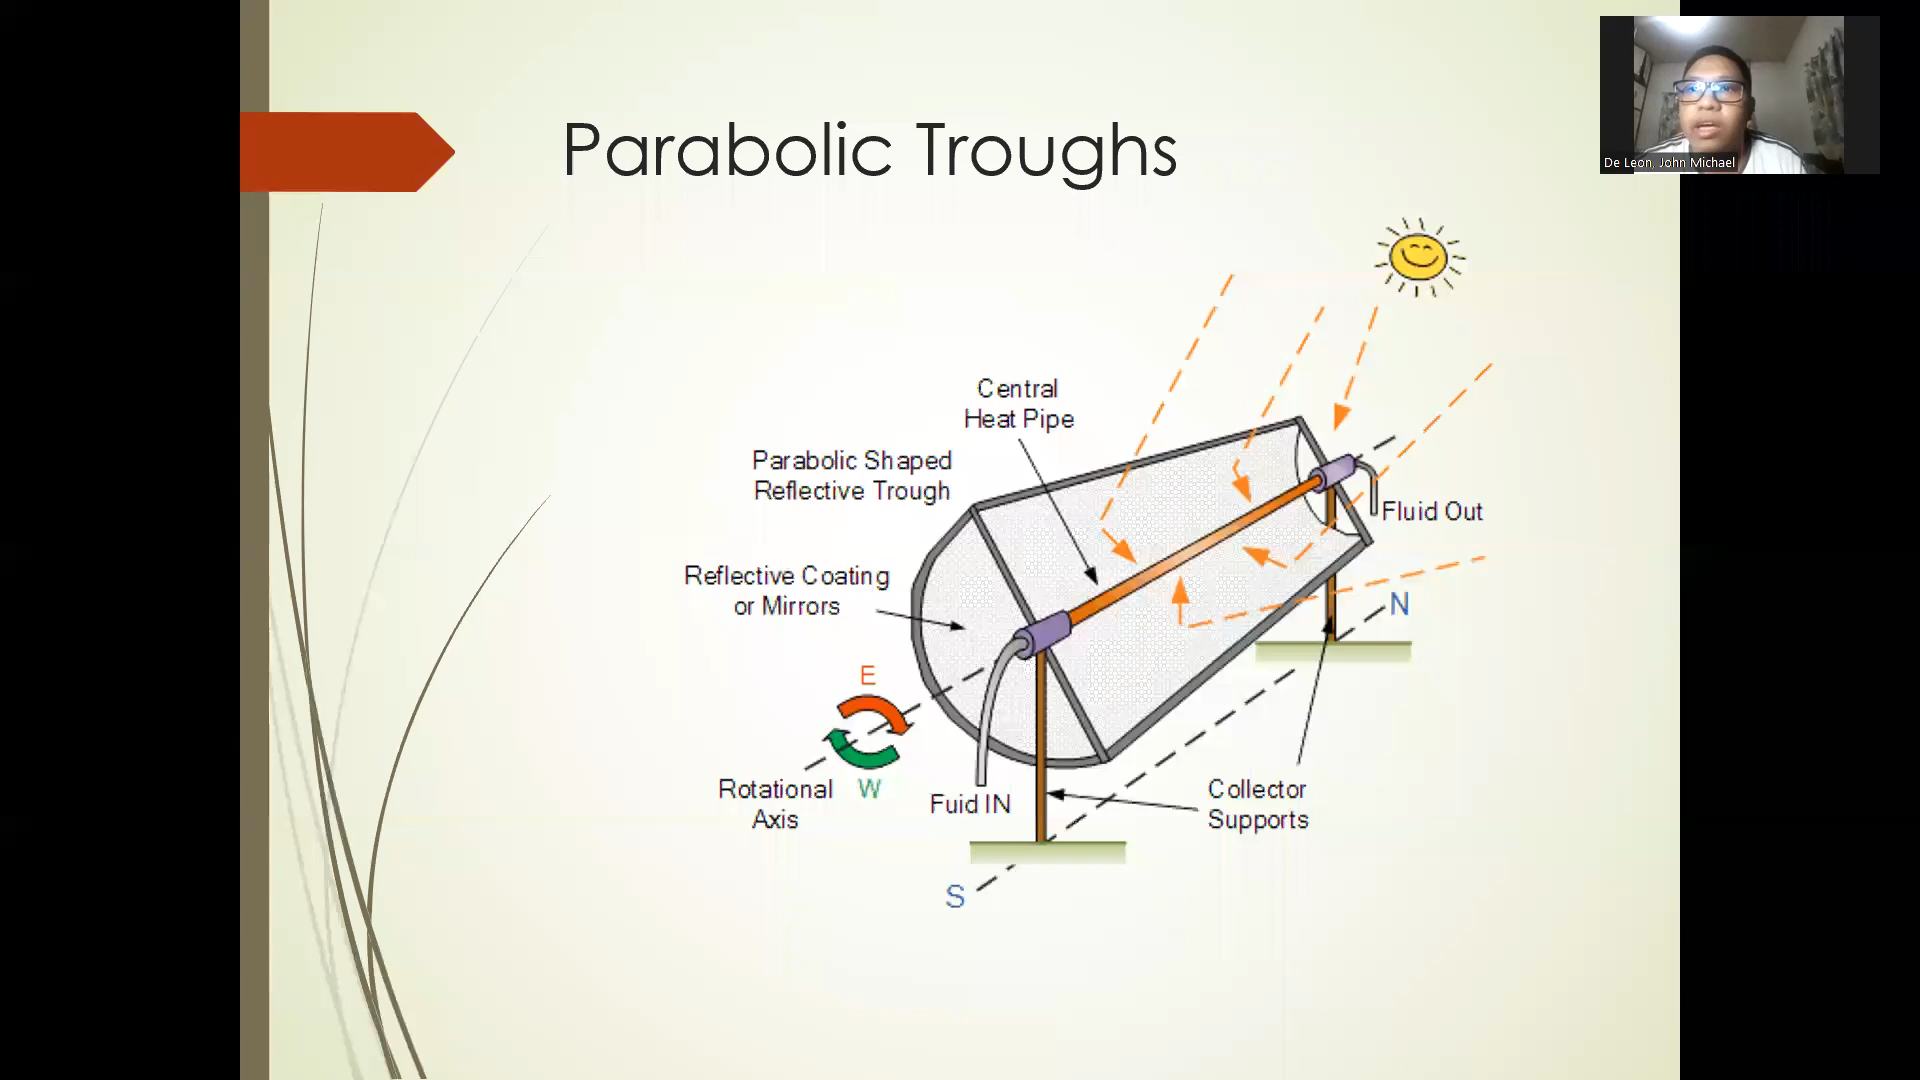 Parabolic Troughs
De Leon, John Michael
Central
Heat Pipe
Parabolic Shaped
Reflective Trough
Fluid Out
Reflective Coating
or Mirrors
N
E
W
Rotational
Axis
Fuid IN
Collector
Supports
S